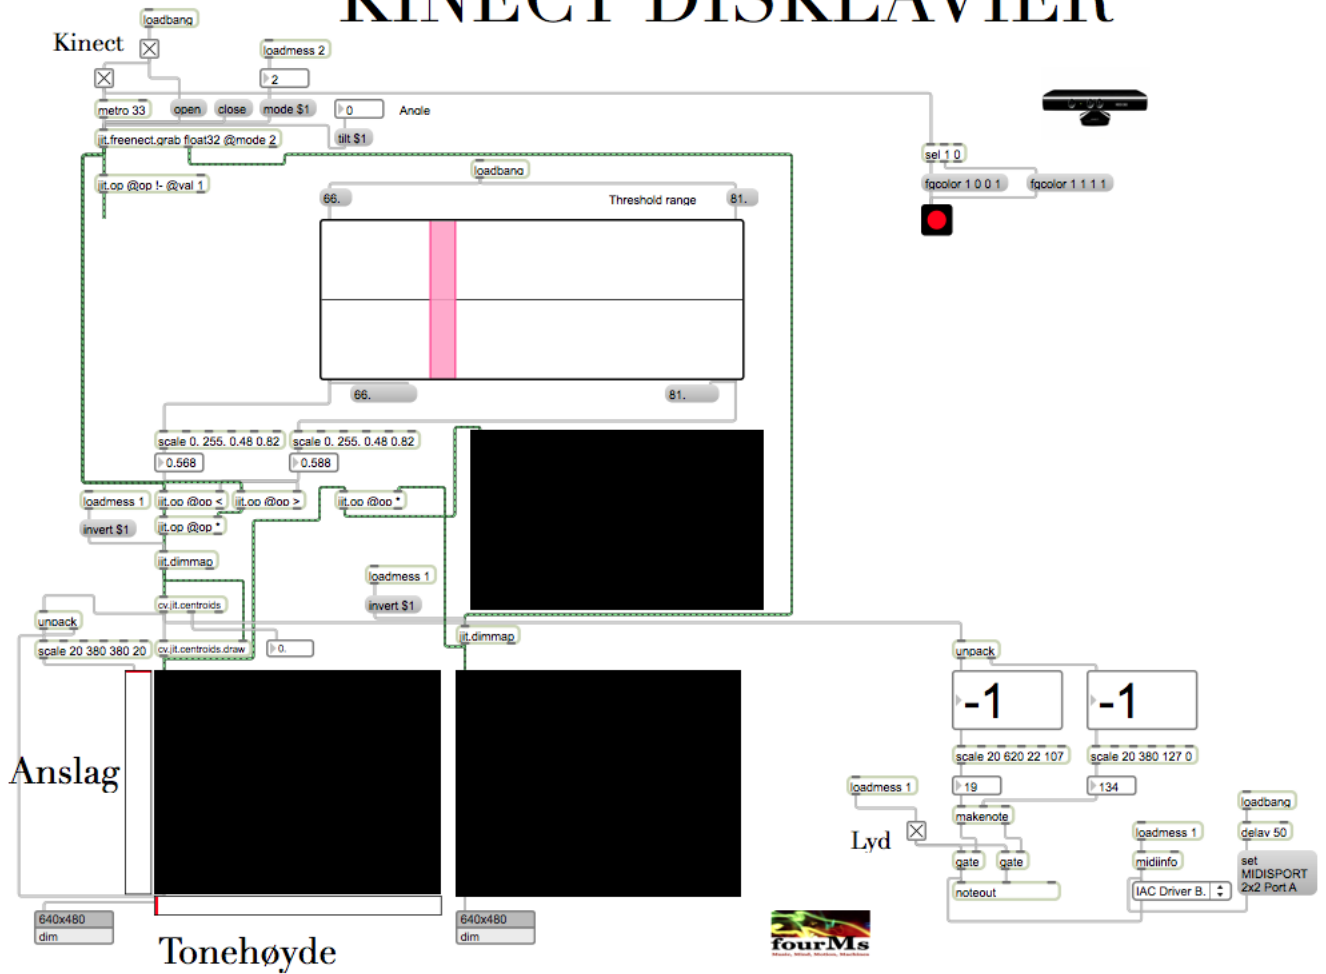 KINECT DISKLAVIER
loadbang
Kinect
loadmess 2
2
metro 33
open
close
mode $1
0
Angle
jit.freenect.grab float32 @mode 2
tilt $1
sel 1 0
loadbang
jit.op @op !- @val 1
fgcolor 1 0 0 1
fgcolor 1 1 1 1
66.
Threshold range
81.
66.
81.
scale 0. 255. 0.48 0.82
scale 0. 255. 0.48 0.82
0.568
0.588
loadmess 1
jit.op @op <
jit.op @op >
jit.op @op *
invert $1
jit.op @op *
jit.dimmap
loadmess 1
cv.jit.centroids
invert $1
unpack
jit.dimmap
scale 20 380 380 20
cv.jit.centroids.draw
0.
unpack
-1
-1
scale 20 620 22 107
scale 20 380 127 0
Anslag
loadmess 1
19
134
loadbang
makenote
Lyd
loadmess 1
delay 50
gate
gate
midiinfo
set
MIDISPORT
2x2 Port A
noteout
IAC Driver B.
640x480
dim
640x480
dim
fourMs
Music, Mind, Motion, Machines
Tonehøyde